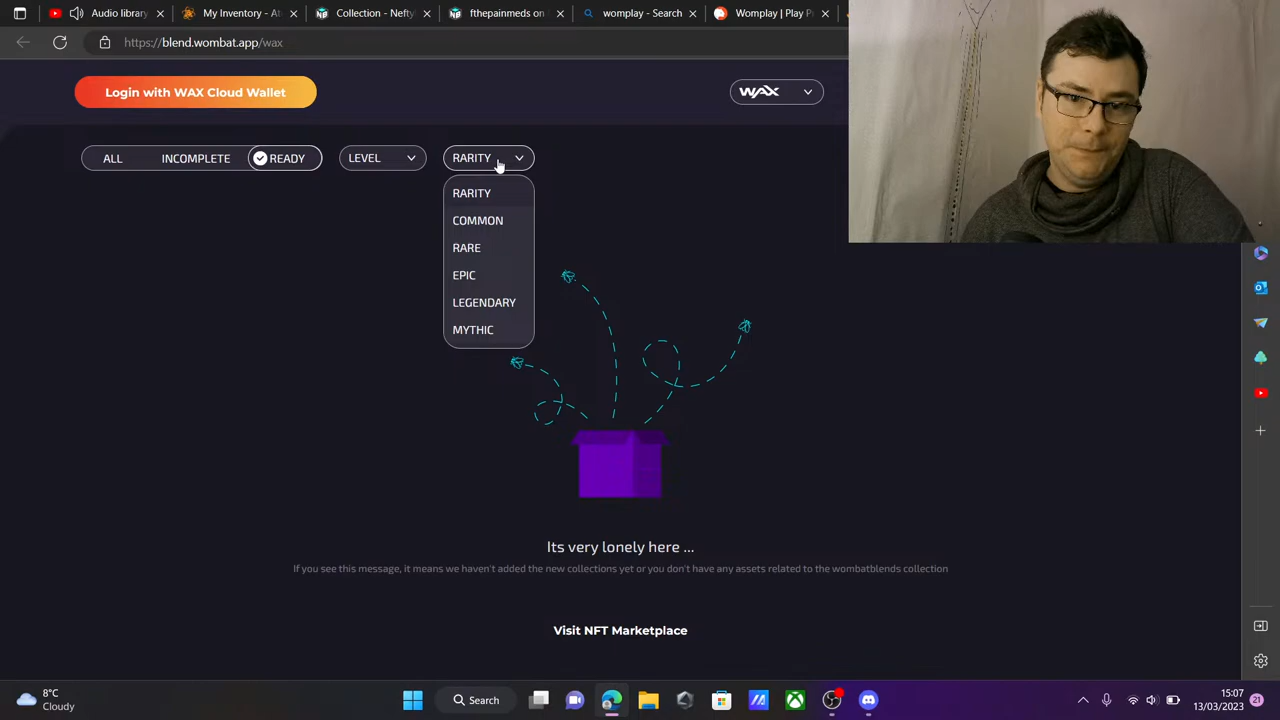 Audio library
My Inventory - At
Collection - Nefty
fthepainmeds on
womplay - Search
Womplay | Play P
https://blend.wombat.app/wax
Login with WAX Cloud Wallet
WAX
ALL
INCOMPLETE
READY
LEVEL
RARITY
RARITY
COMMON
RARE
EPIC
LEGENDARY
MYTHIC
Its very lonely here ...
If you see this message, it means we haven't added the new collections yet or you don't have any assets related to the wombatblends collection
Visit NFT Marketplace
8°C
Cloudy
Search
15:07
13/03/2023
21